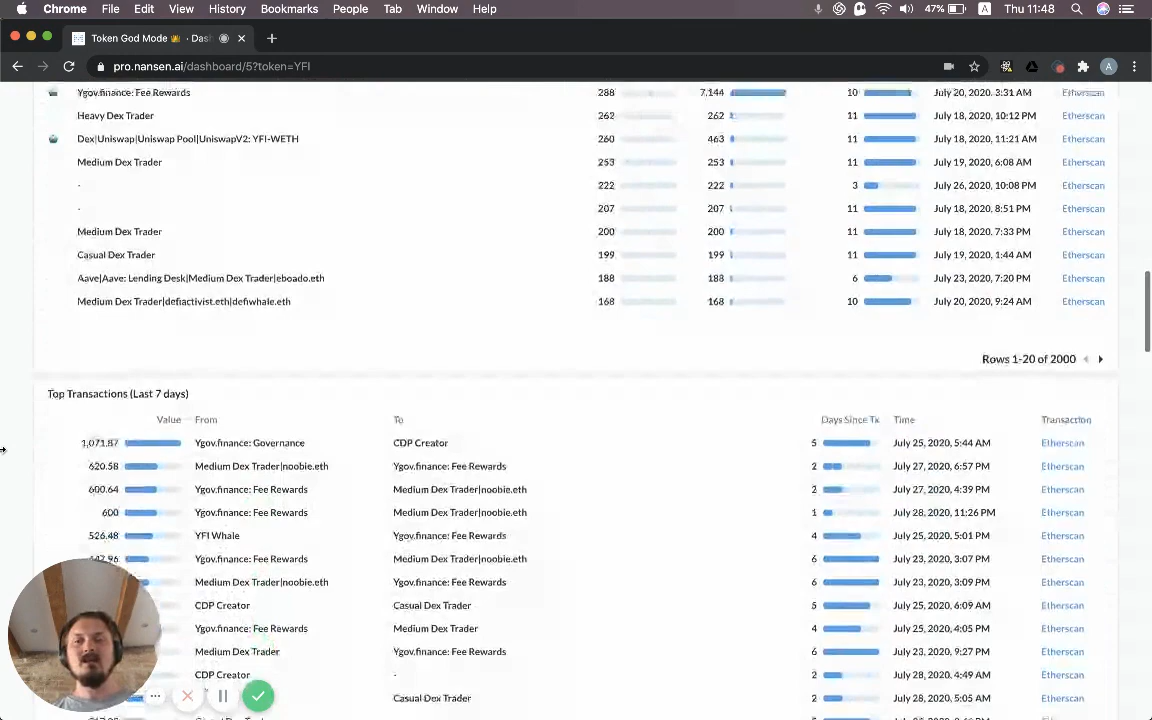 Chrome File Edit View History Bookmarks People Tab Window Help 47% A Thu 11:48
Token God Mode 👑 · Dash
pro.nansen.ai/dashboard/5?token=YFI A
Ygov.finance: Fee Rewards 288 7,144 10 July 20, 2020, 3:31 AM Etherscan
Heavy Dex Trader 262 262 11 July 18, 2020, 10:12 PM Etherscan
Dex|Uniswap|Uniswap Pool|UniswapV2: YFI-WETH 260 463 11 July 18, 2020, 11:21 AM Etherscan
Medium Dex Trader 253 253 11 July 19, 2020, 6:08 AM Etherscan
- 222 222 3 July 26, 2020, 10:08 PM Etherscan
- 207 207 11 July 18, 2020, 8:51 PM Etherscan
Medium Dex Trader 200 200 11 July 18, 2020, 7:33 PM Etherscan
Casual Dex Trader 199 199 11 July 19, 2020, 1:44 AM Etherscan
Aave|Aave: Lending Desk|Medium Dex Trader|eboado.eth 188 188 6 July 23, 2020, 7:20 PM Etherscan
Medium Dex Trader|defiactivist.eth|defiwhale.eth 168 168 10 July 20, 2020, 9:24 AM Etherscan
Rows 1-20 of 2000
Top Transactions (Last 7 days)
Value From To Days Since Tx Time Transaction
1,071.87 Ygov.finance: Governance CDP Creator 5 July 25, 2020, 5:44 AM Etherscan
620.58 Medium Dex Trader|noobie.eth Ygov.finance: Fee Rewards 2 July 27, 2020, 6:57 PM Etherscan
600.64 Ygov.finance: Fee Rewards Medium Dex Trader|noobie.eth 2 July 27, 2020, 4:39 PM Etherscan
600 Ygov.finance: Fee Rewards Medium Dex Trader|noobie.eth 1 July 28, 2020, 11:26 PM Etherscan
526.48 YFI Whale Ygov.finance: Fee Rewards 4 July 25, 2020, 5:01 PM Etherscan
Ygov.finance: Fee Rewards Medium Dex Trader|noobie.eth 6 July 23, 2020, 3:07 PM Etherscan
Medium Dex Trader|noobie.eth Ygov.finance: Fee Rewards 6 July 23, 2020, 3:09 PM Etherscan
CDP Creator Casual Dex Trader 5 July 25, 2020, 6:09 AM Etherscan
Ygov.finance: Fee Rewards Medium Dex Trader 4 July 25, 2020, 4:05 PM Etherscan
Medium Dex Trader Ygov.finance: Fee Rewards 6 July 23, 2020, 9:27 PM Etherscan
CDP Creator - 2 July 28, 2020, 4:49 AM Etherscan
Casual Dex Trader 2 July 28, 2020, 5:05 AM Etherscan